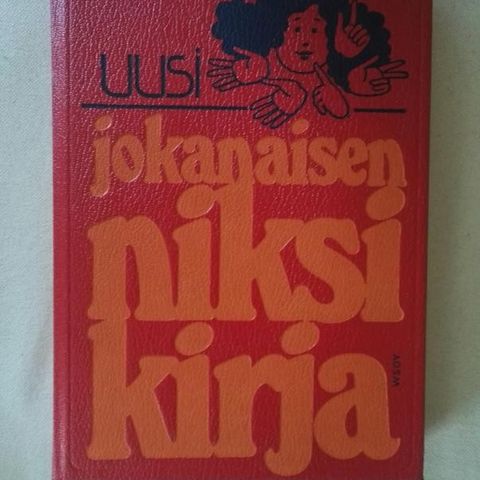 uusi
jokanaisen
niksi
kirja
WSOY